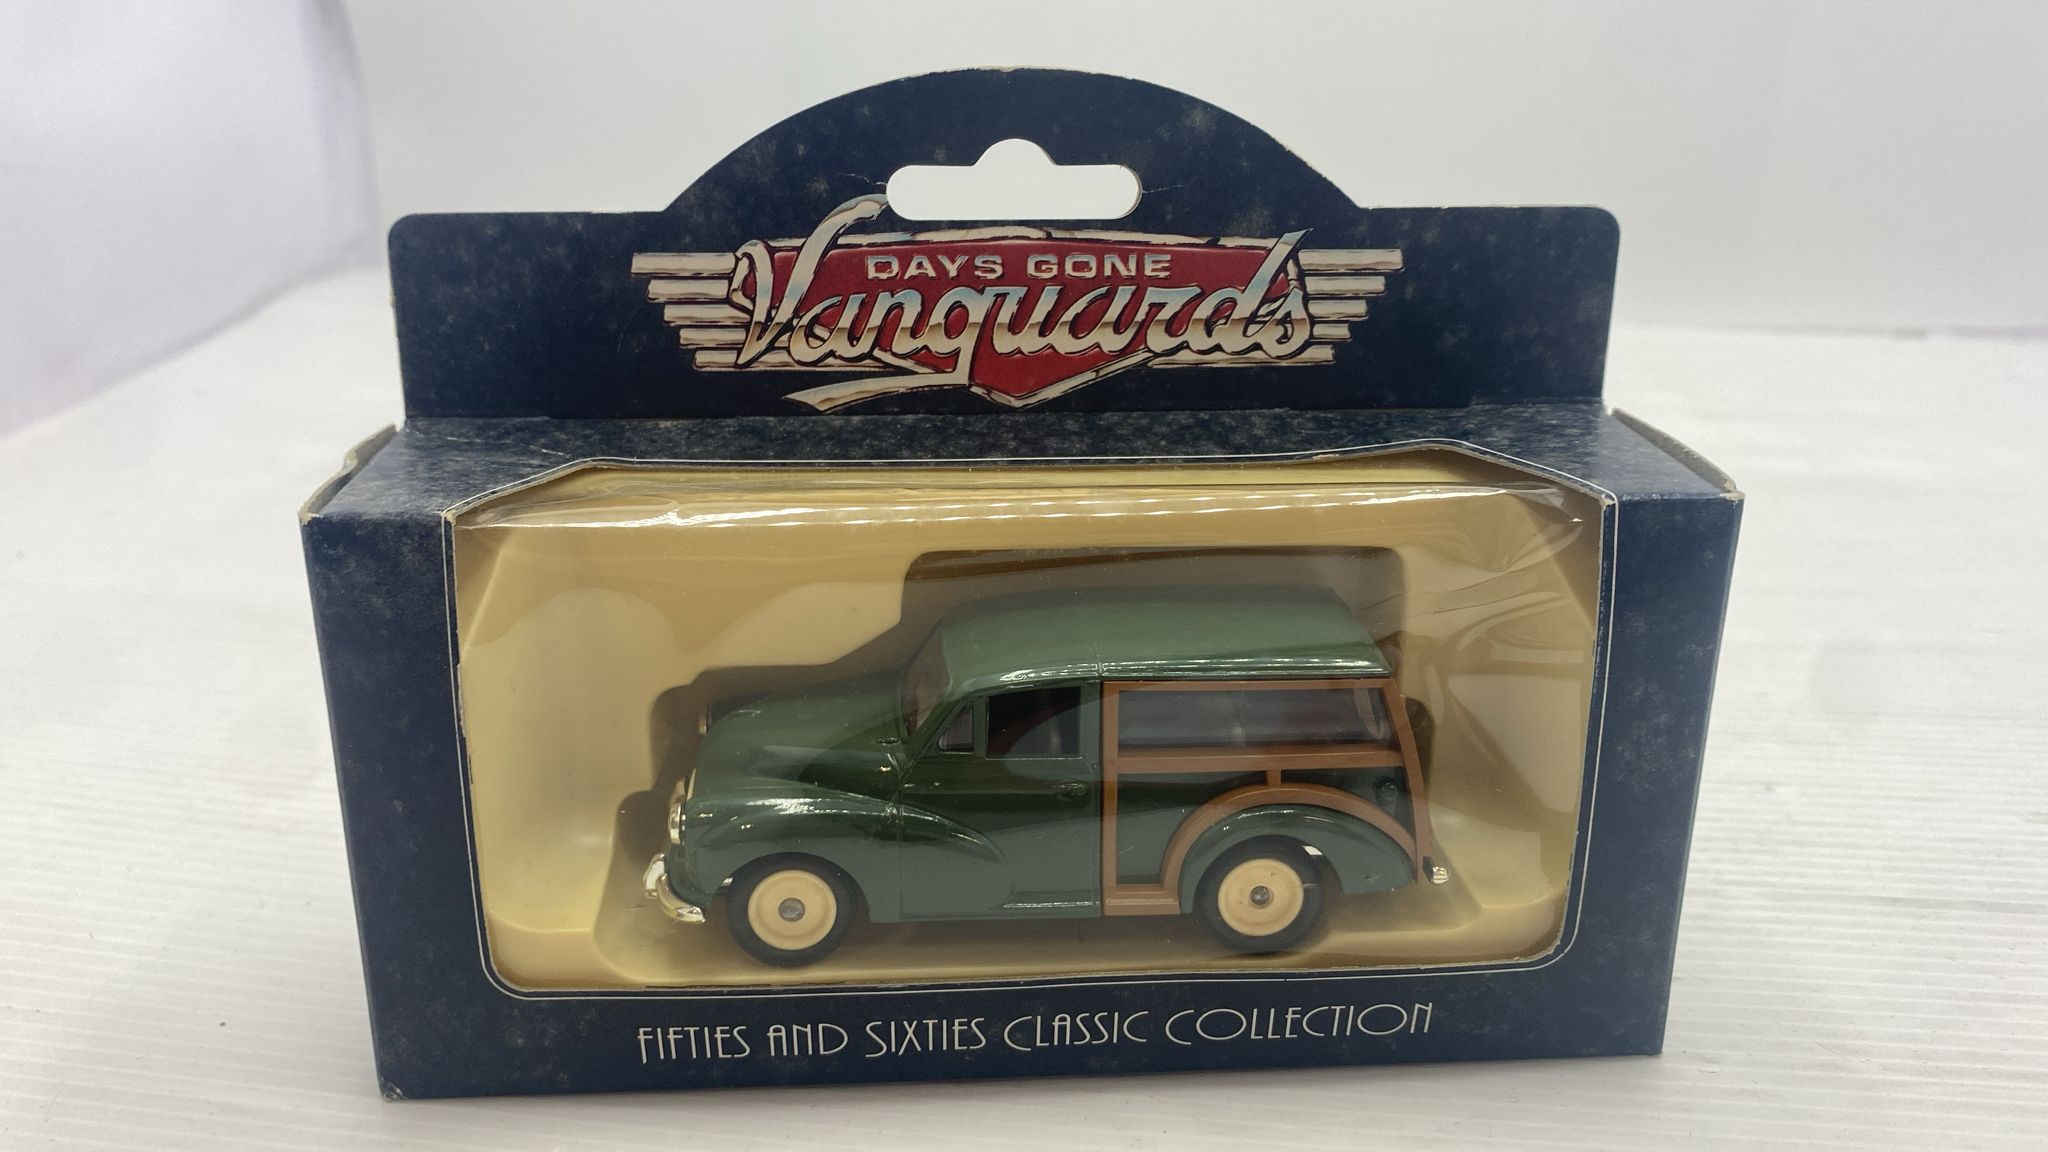 DAYS GONE
Vanguards
FIFTIES AND SIXTIES CLASSIC COLLECTION